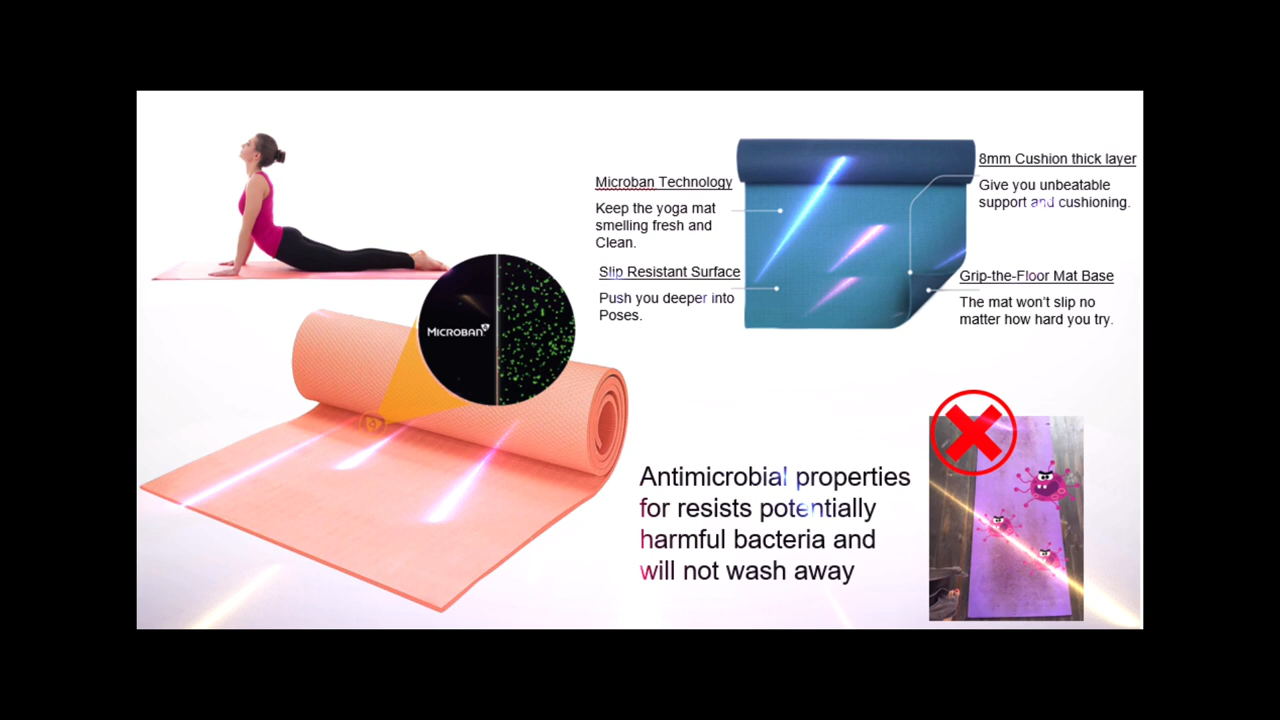 Microban Technology
Keep the yoga mat
smelling fresh and
Clean.
Slip Resistant Surface
Push you deeper into
Poses.
8mm Cushion thick layer
Give you unbeatable
support and cushioning.
Grip-the-Floor Mat Base
The mat won’t slip no
matter how hard you try.
MICROBAN
Antimicrobial properties
for resists potentially
harmful bacteria and
will not wash away